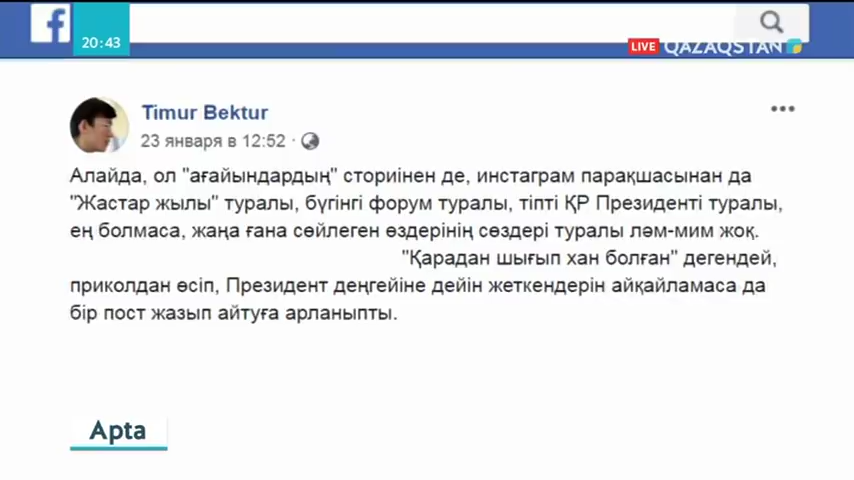 f
20:43
LIVE QAZAQSTAN
Timur Bektur
23 января в 12:52
Алайда, ол "ағайындардың" сториінен де, инстаграм парақшасынан да
"Жастар жылы" туралы, бүгінгі форум туралы, тіпті ҚР Президенті туралы,
ең болмаса, жаңа ғана сөйлеген өздерінің сөздері туралы ләм-мим жоқ.
"Қарадан шығып хан болған" дегендей,
приколдан өсіп, Президент деңгейіне дейін жеткендерін айқайламаса да
бір пост жазып айтуға арланыпты.
Apta